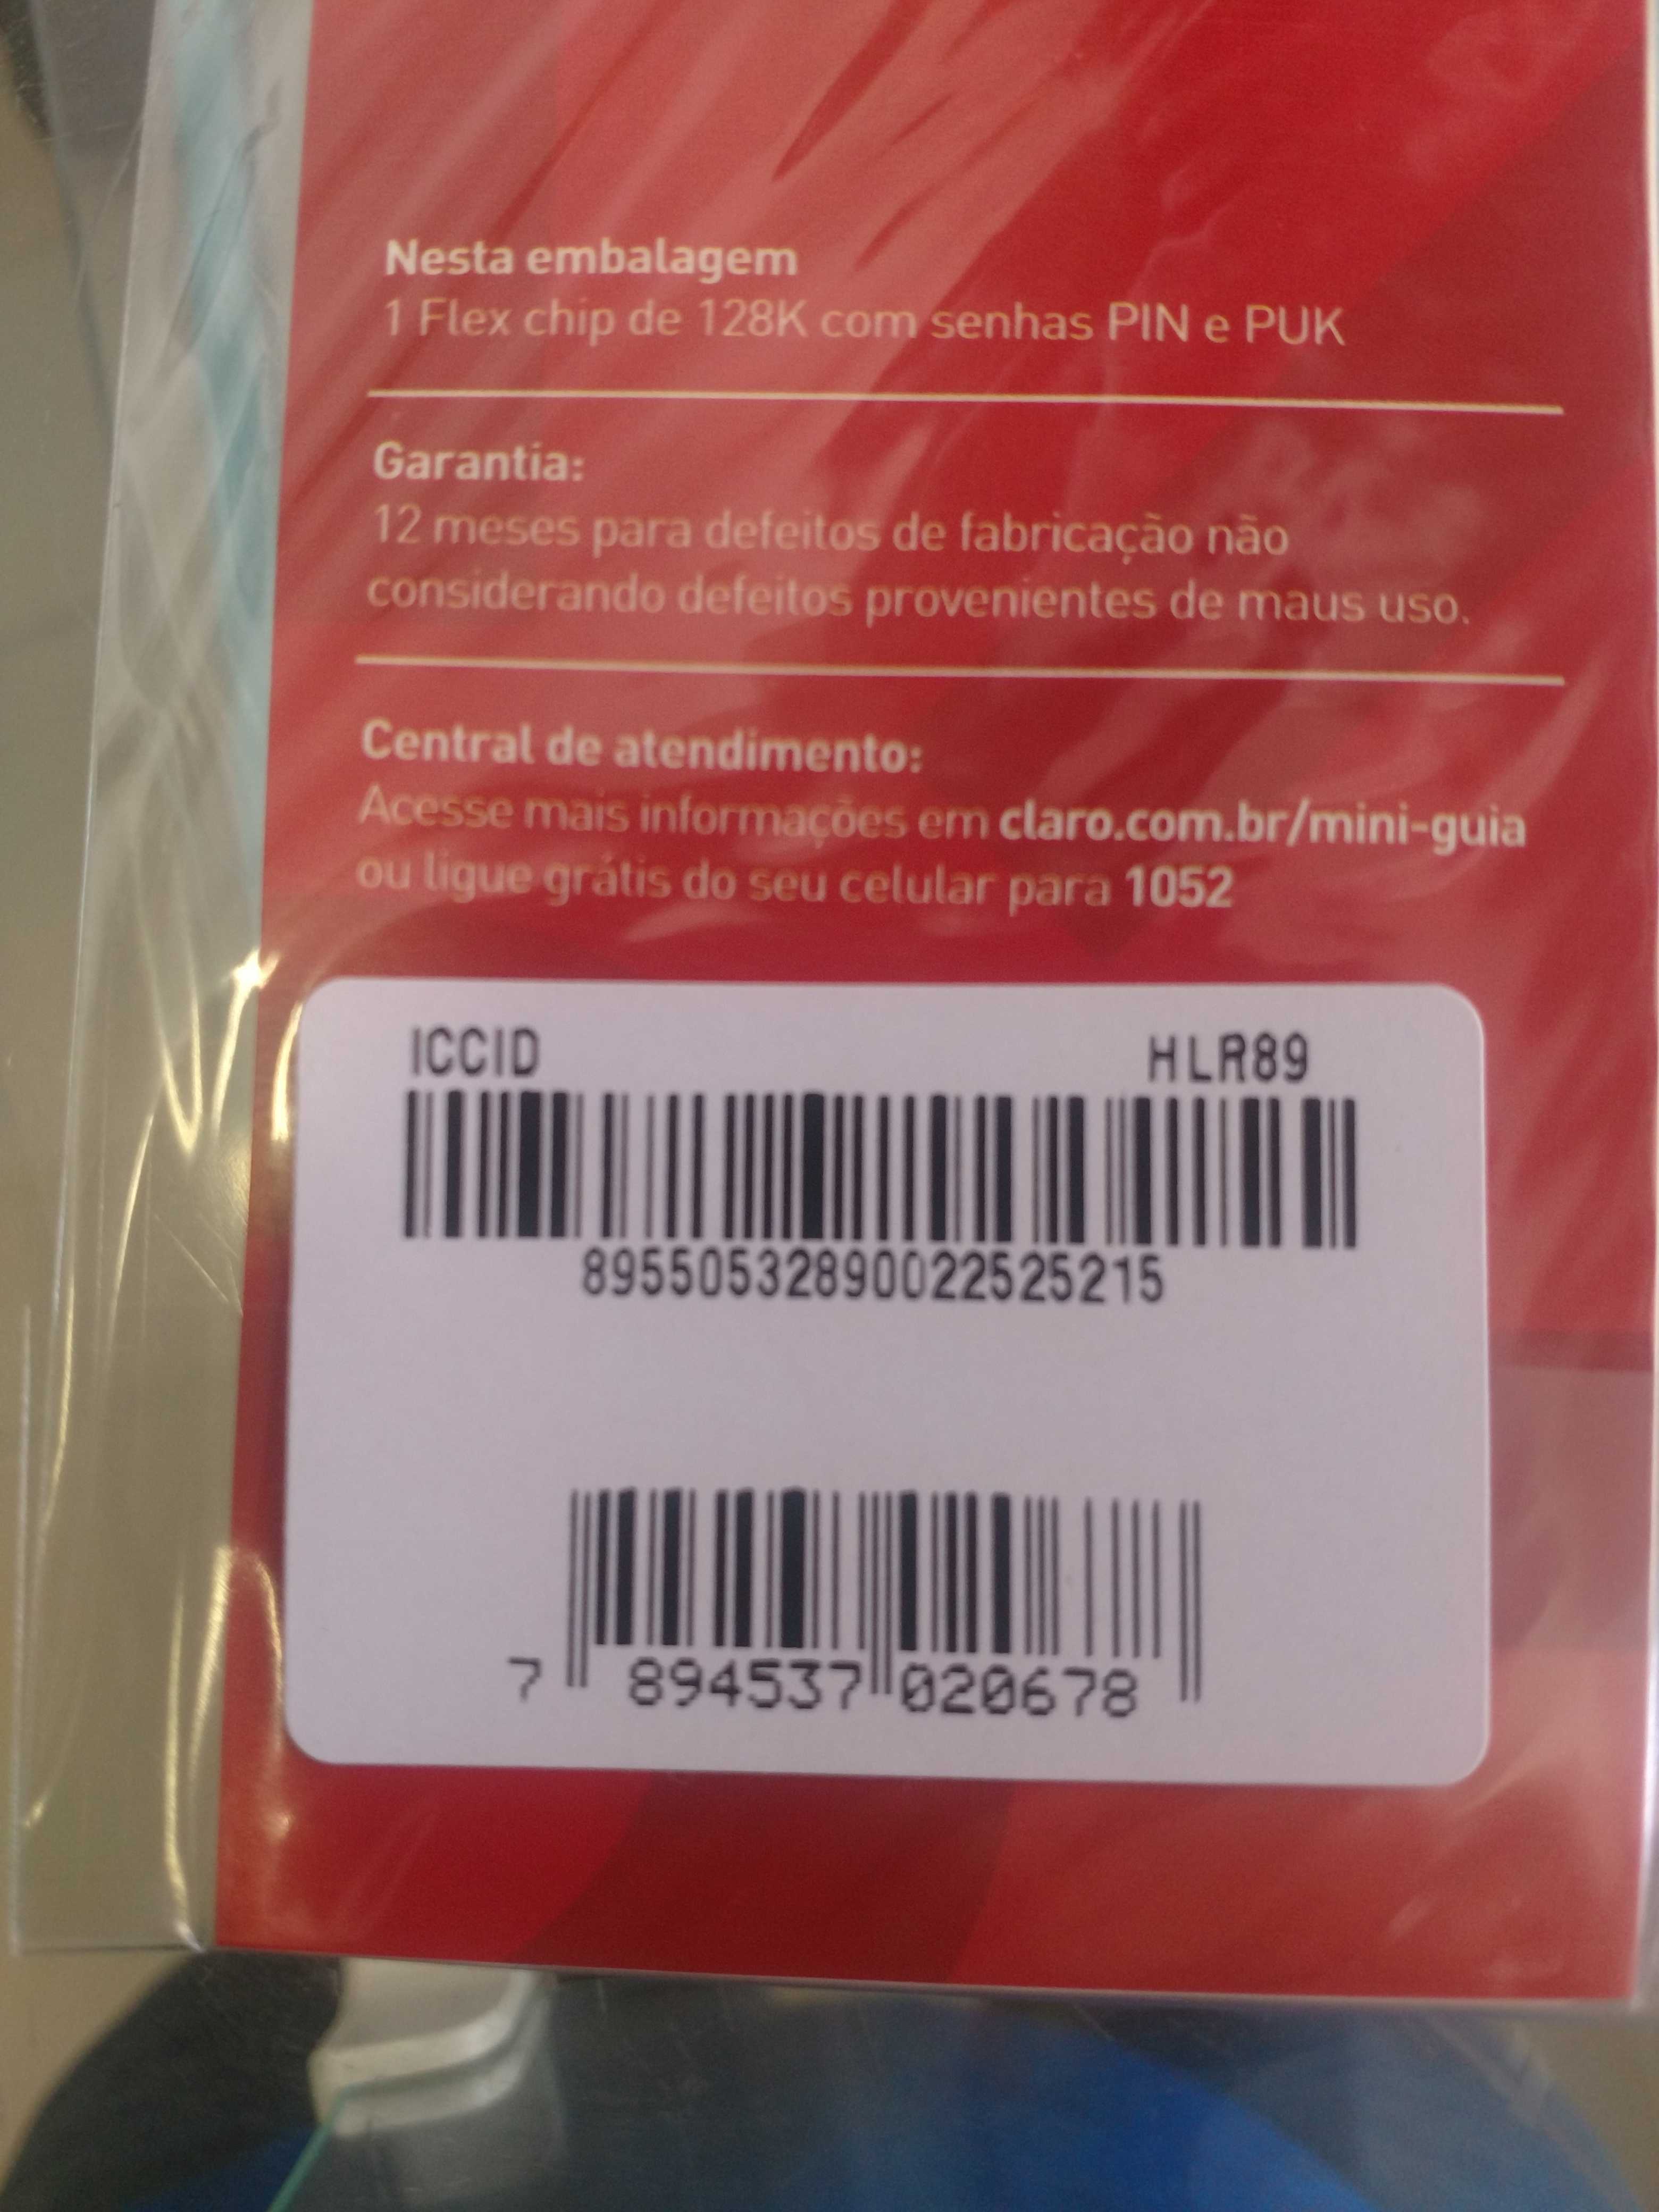 Nesta embalagem
1 Flex chip de 128K com senhas PIN e PUK
Garantia:
12 meses para defeitos de fabricação não
considerando defeitos provenientes de maus uso.
Central de atendimento:
Acesse mais informações em claro.com.br/mini-guia
ou ligue grátis do seu celular para 1052
ICCID HLR89
89550532890022525215
7 894537 020678